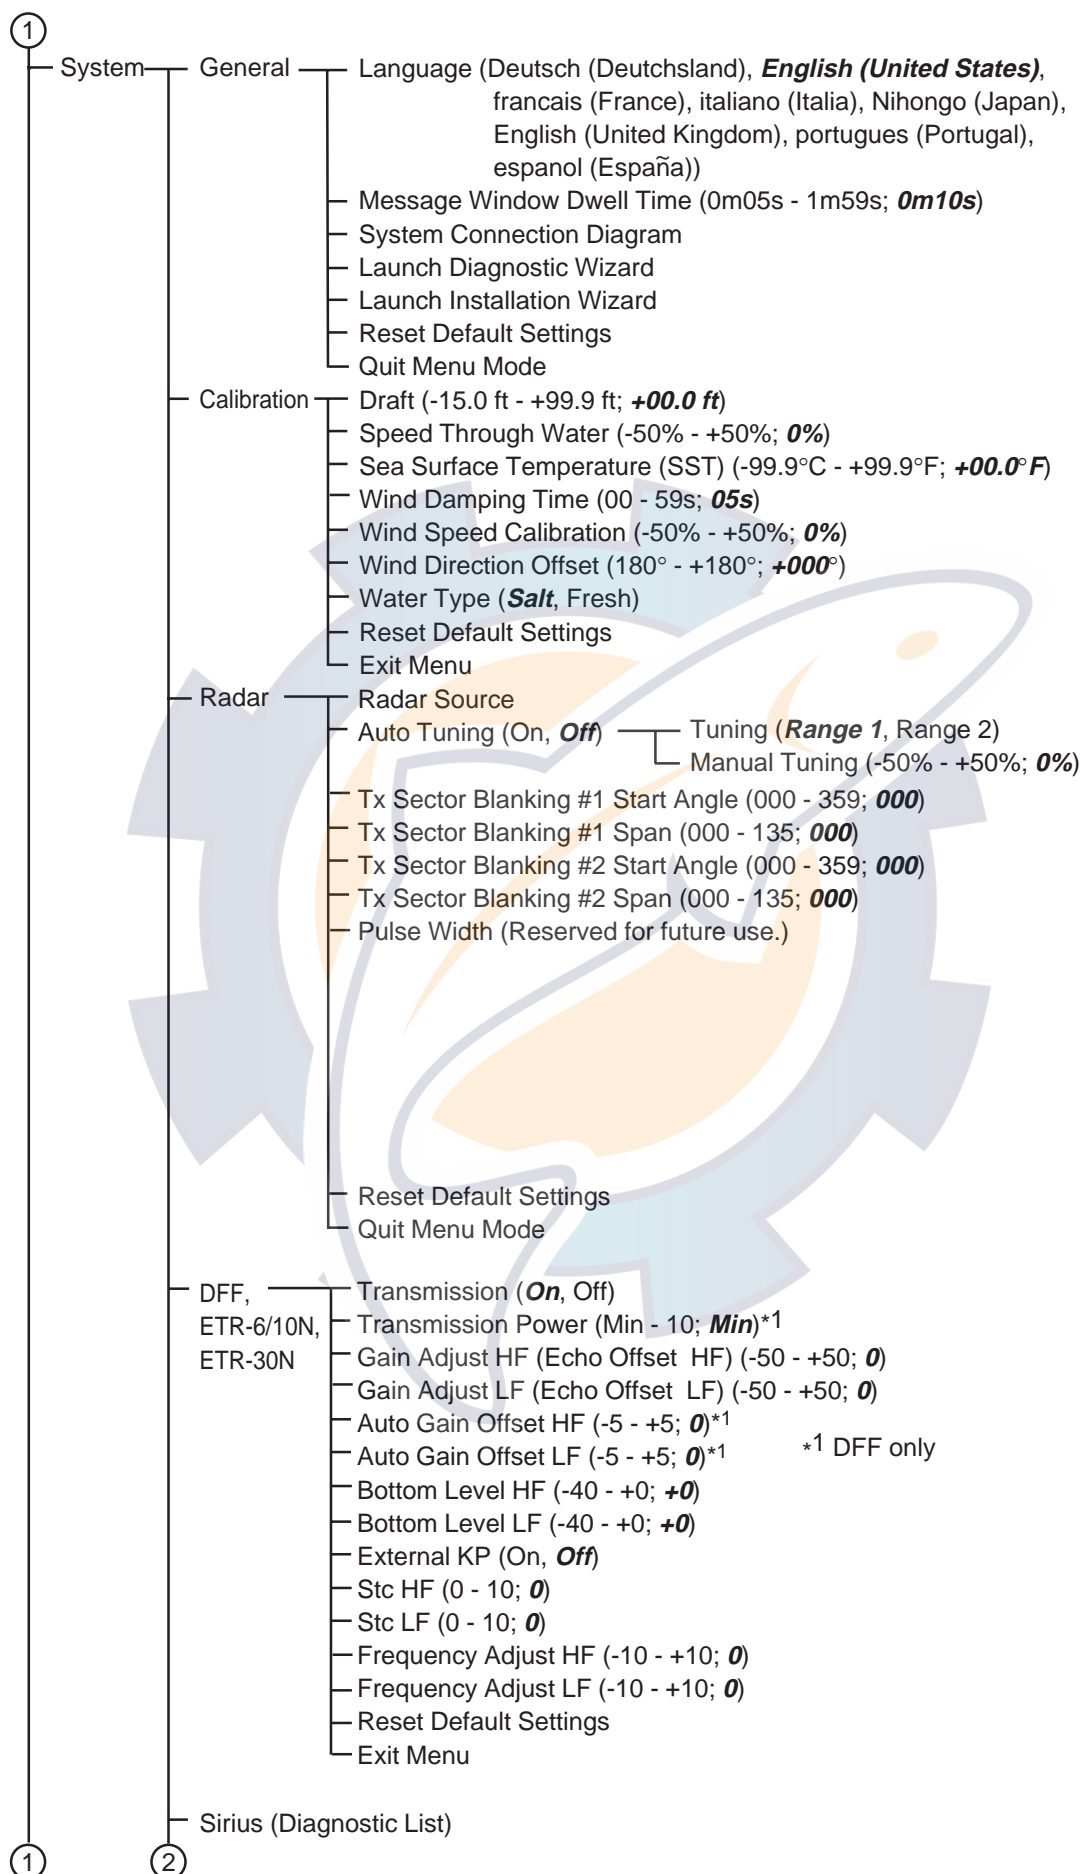 1
System
General
Language (Deutsch (Deutchsland), English (United States),
francais (France), italiano (Italia), Nihongo (Japan),
English (United Kingdom), portugues (Portugal),
espanol (España))
Message Window Dwell Time (0m05s - 1m59s; 0m10s)
System Connection Diagram
Launch Diagnostic Wizard
Launch Installation Wizard
Reset Default Settings
Quit Menu Mode
Calibration
Draft (-15.0 ft - +99.9 ft; +00.0 ft)
Speed Through Water (-50% - +50%; 0%)
Sea Surface Temperature (SST) (-99.9°C - +99.9°F; +00.0°F)
Wind Damping Time (00 - 59s; 05s)
Wind Speed Calibration (-50% - +50%; 0%)
Wind Direction Offset (180° - +180°; +000°)
Water Type (Salt, Fresh)
Reset Default Settings
Exit Menu
Radar
Radar Source
Auto Tuning (On, Off)
Tuning (Range 1, Range 2)
Manual Tuning (-50% - +50%; 0%)
Tx Sector Blanking #1 Start Angle (000 - 359; 000)
Tx Sector Blanking #1 Span (000 - 135; 000)
Tx Sector Blanking #2 Start Angle (000 - 359; 000)
Tx Sector Blanking #2 Span (000 - 135; 000)
Pulse Width (Reserved for future use.)
Reset Default Settings
Quit Menu Mode
DFF,
ETR-6/10N,
ETR-30N
Transmission (On, Off)
Transmission Power (Min - 10; Min)*1
Gain Adjust HF (Echo Offset HF) (-50 - +50; 0)
Gain Adjust LF (Echo Offset LF) (-50 - +50; 0)
Auto Gain Offset HF (-5 - +5; 0)*1
Auto Gain Offset LF (-5 - +5; 0)*1
*1 DFF only
Bottom Level HF (-40 - +0; +0)
Bottom Level LF (-40 - +0; +0)
External KP (On, Off)
Stc HF (0 - 10; 0)
Stc LF (0 - 10; 0)
Frequency Adjust HF (-10 - +10; 0)
Frequency Adjust LF (-10 - +10; 0)
Reset Default Settings
Exit Menu
Sirius (Diagnostic List)
1
2